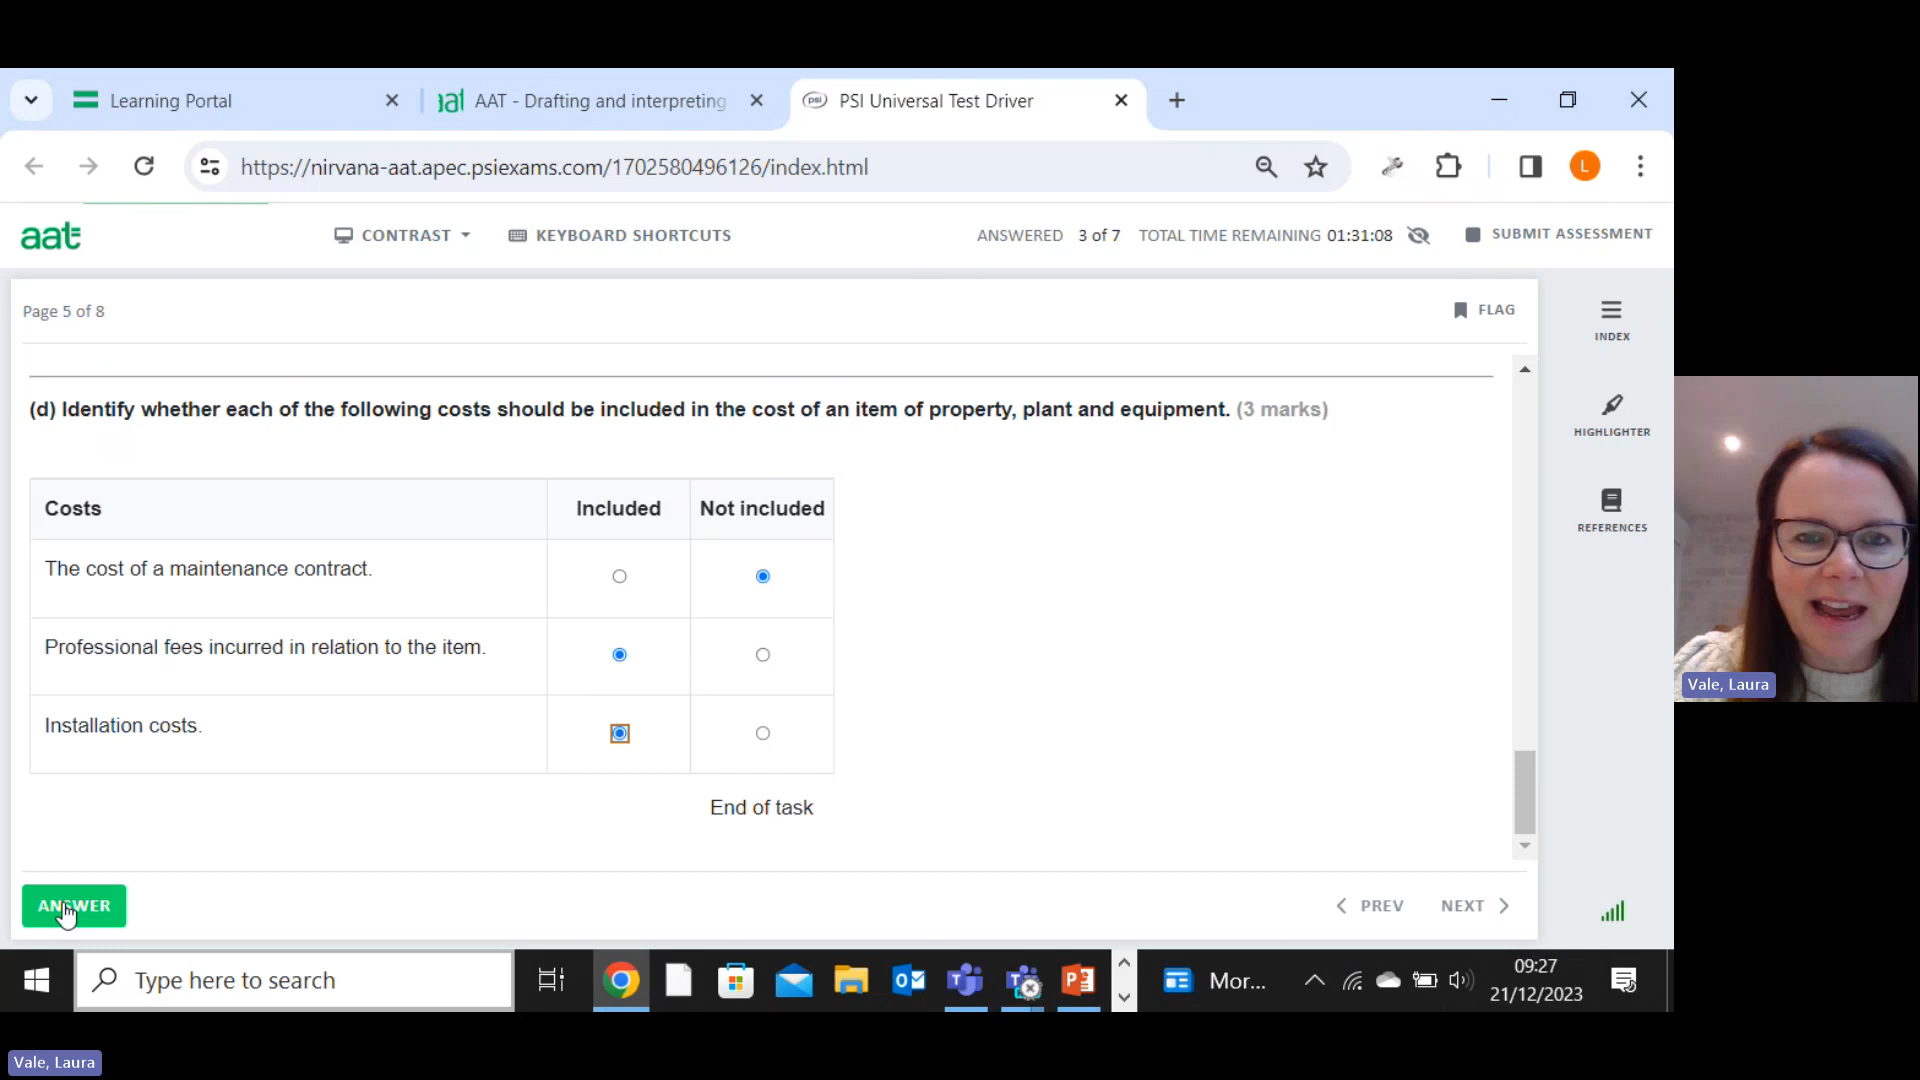 Learning Portal
aat AAT - Drafting and interpreting
psi PSI Universal Test Driver
https://nirvana-aat.apec.psiexams.com/1702580496126/index.html
L
aat
CONTRAST
KEYBOARD SHORTCUTS
ANSWERED 3 of 7 TOTAL TIME REMAINING 01:31:08
SUBMIT ASSESSMENT
Page 5 of 8
FLAG
INDEX
HIGHLIGHTER
REFERENCES
(d) Identify whether each of the following costs should be included in the cost of an item of property, plant and equipment. (3 marks)
Costs Included Not included
The cost of a maintenance contract.
Professional fees incurred in relation to the item.
Installation costs.
End of task
ANSWER
PREV NEXT
Vale, Laura
Type here to search
Mor...
09:27
21/12/2023
Vale, Laura